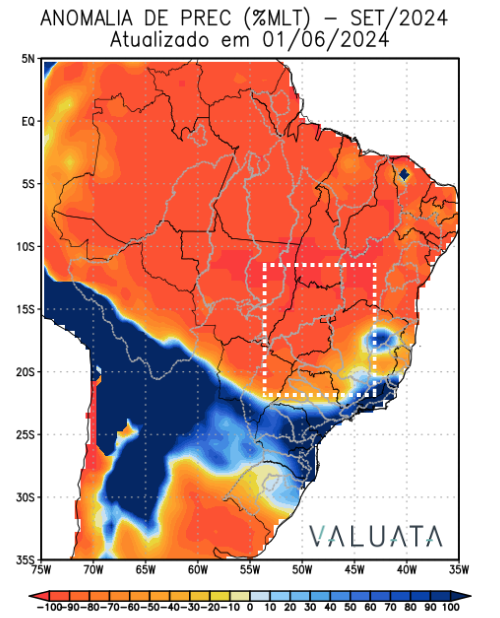 ANOMALIA DE PREC (%MLT) – SET/2024
Atualizado em 01/06/2024
5N
EQ
5S
10S
15S
20S
25S
30S
35S
VALUATA
75W 70W 65W 60W 55W 50W 45W 40W 35W
-100 -90 -80 -70 -60 -50 -40 -30 -20 -10 0 10 20 30 40 50 60 70 80 90 100